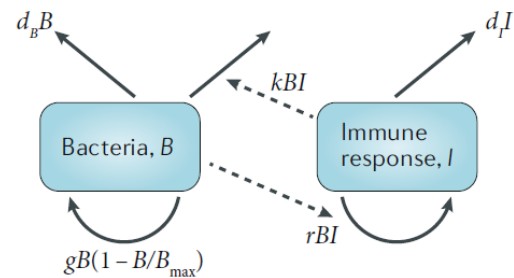 d_B B
d_I I
kBI
Bacteria, B
Immune
response, I
rBI
gB(1 – B/B_max)